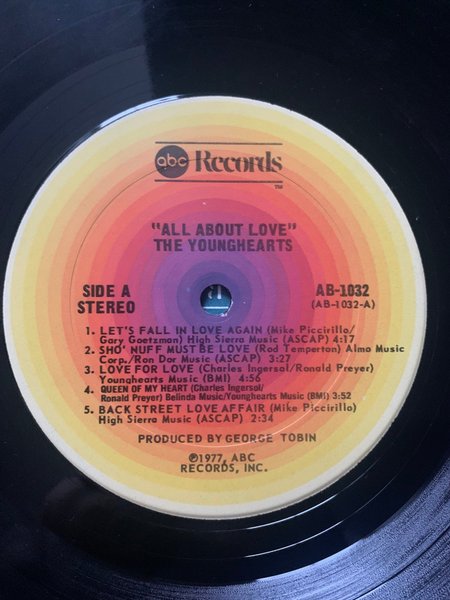 abc Records
TM
"ALL ABOUT LOVE"
THE YOUNGHEARTS
SIDE A
STEREO
AB-1032
(AB-1032-A)
1. LET'S FALL IN LOVE AGAIN (Mike Piccirillo/
Gary Goetzman) High Sierra Music (ASCAP) 4:17
2. SHO' NUFF MUST BE LOVE (Rod Temperton) Almo Music
Corp./Ron Dor Music (ASCAP) 3:27
3. LOVE FOR LOVE (Charles Ingersol/Ronald Preyer)
Younghearts Music (BMI) 4:56
4. QUEEN OF MY HEART (Charles Ingersol/
Ronald Preyer) Belinda Music/Younghearts Music (BMI) 3:52
5. BACK STREET LOVE AFFAIR (Mike Piccirillo)
High Sierra Music (ASCAP) 2:34
PRODUCED BY GEORGE TOBIN
℗1977, ABC
RECORDS, INC.